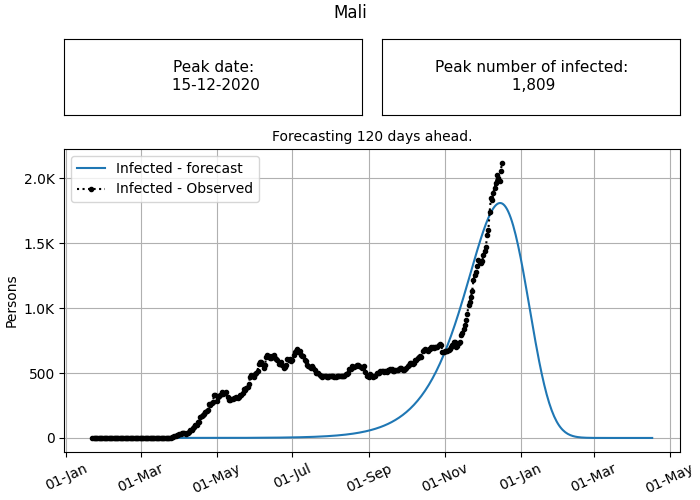 Mali
Peak date:
15-12-2020
Peak number of infected:
1,809
Forecasting 120 days ahead.
Infected - forecast
Infected - Observed
Persons
2.0K
1.5K
1.0K
500
0
01-Jan
01-Mar
01-May
01-Jul
01-Sep
01-Nov
01-Jan
01-Mar
01-May